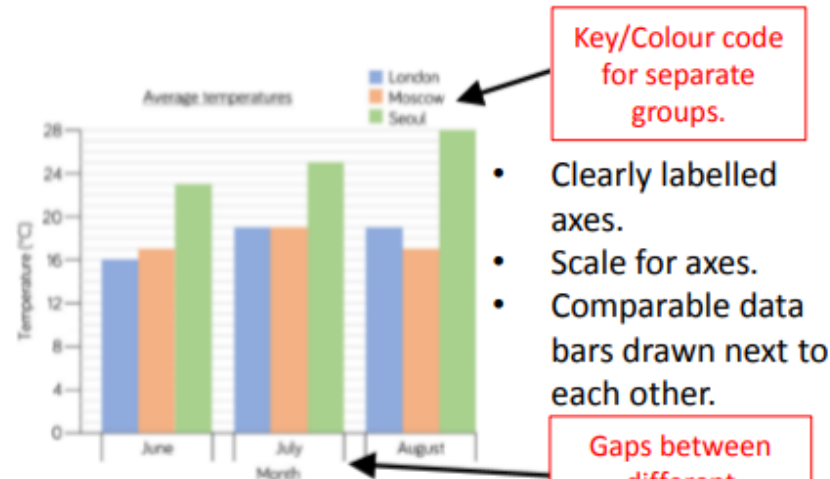 Key/Colour code
for separate
groups.
London
Moscow
Seoul
Average temperatures
28
24
20
16
12
8
4
0
Temperature (°C)
June
July
August
Month
• Clearly labelled
axes.
• Scale for axes.
• Comparable data
bars drawn next to
each other.
Gaps between
different